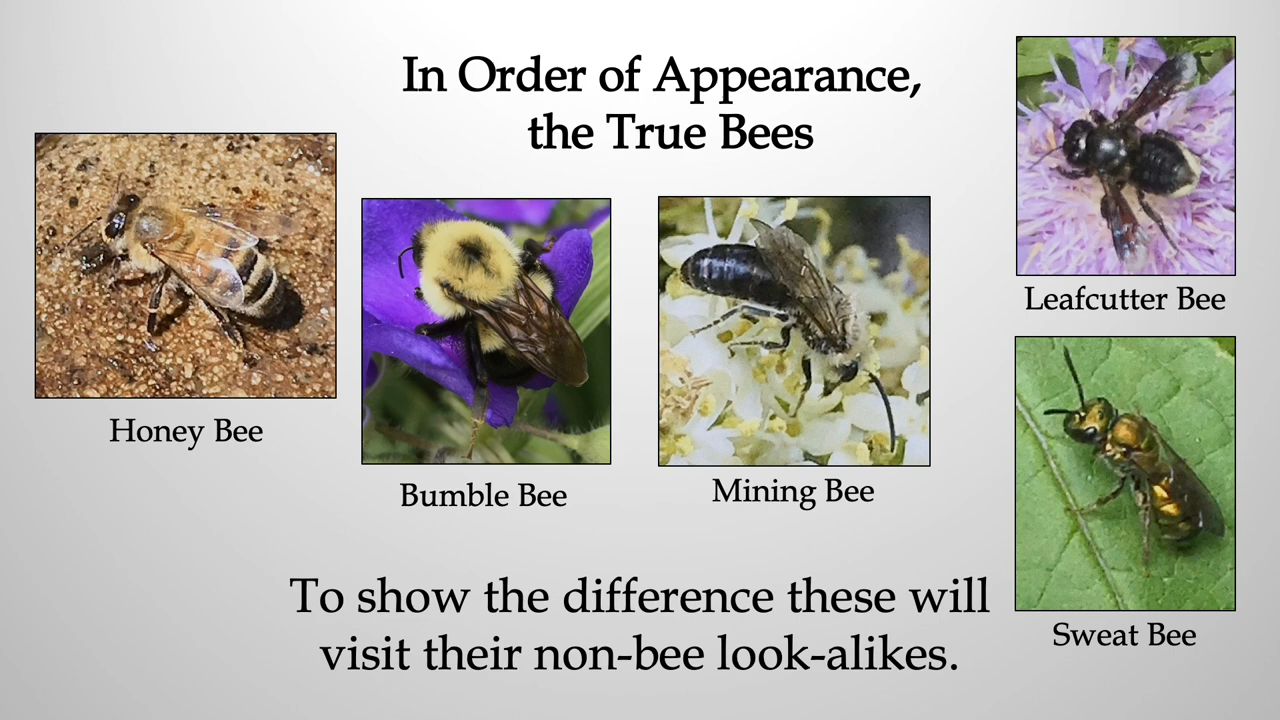 In Order of Appearance,
the True Bees
Honey Bee
Bumble Bee
Mining Bee
Leafcutter Bee
Sweat Bee
To show the difference these will
visit their non-bee look-alikes.